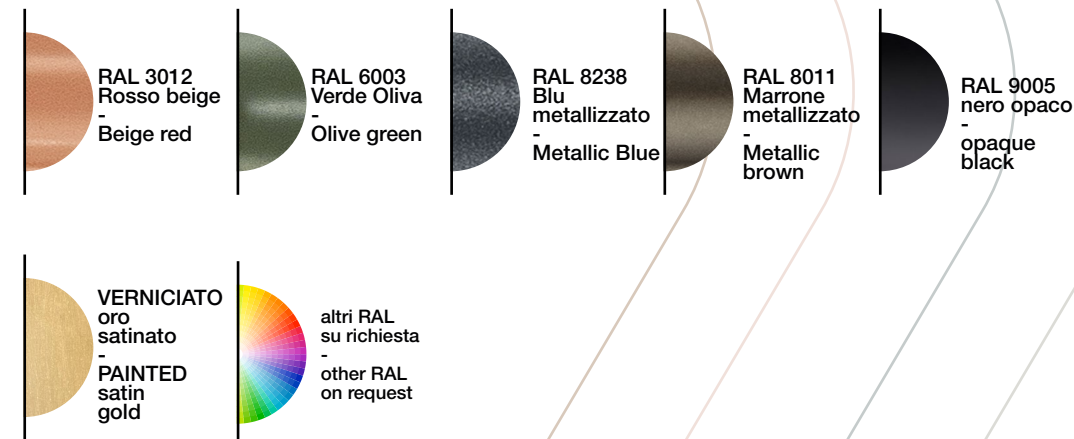 RAL 3012
Rosso beige
-
Beige red
RAL 6003
Verde Oliva
-
Olive green
RAL 8238
Blu
metallizzato
-
Metallic Blue
RAL 8011
Marrone
metallizzato
-
Metallic
brown
RAL 9005
nero opaco
-
opaque
black
VERNICIATO
oro
satinato
-
PAINTED
satin
gold
altri RAL
su richiesta
-
other RAL
on request